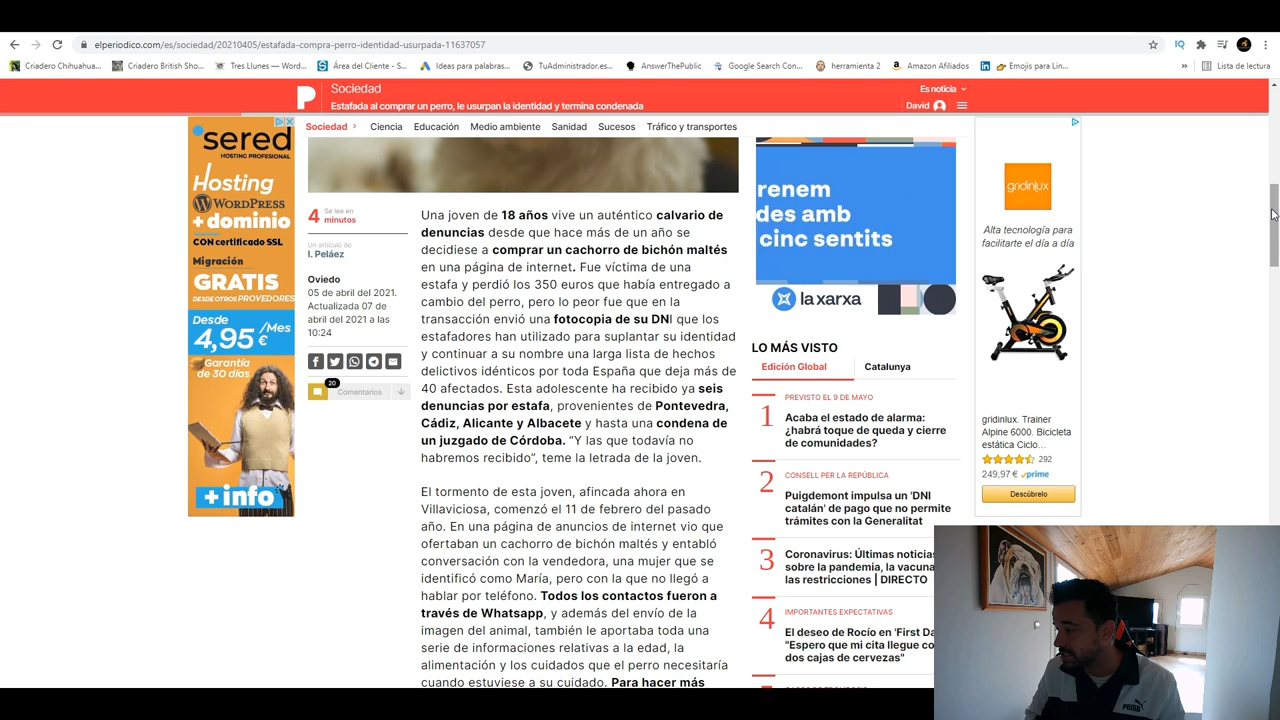 elperiodico.com/es/sociedad/20210405/estafada-compra-perro-identidad-usurpada-11637057
IQ
Criadero Chihuahua...
Criadero British Sho...
Tres Llunes — Word...
Área del Cliente - S...
Ideas para palabras...
TuAdministrador.es...
AnswerThePublic
Google Search Con...
herramienta 2
Amazon Afiliados
Emojis para Lin...
»
Lista de lectura
Sociedad
Estafada al comprar un perro, le usurpan la identidad y termina condenada
Es noticia
David
Sociedad
Ciencia
Educación
Medio ambiente
Sanidad
Sucesos
Tráfico y transportes
sered
HOSTING PROFESIONAL
Hosting
WORDPRESS
+ dominio
CON certificado SSL
Migración
GRATIS
DESDE OTROS PROVEEDORES
Desde
4,95 €/Mes
Garantía
de 30 días
+ info
4 Se lee en
minutos
Un artículo de
I. Peláez
Oviedo
05 de abril del 2021.
Actualizada 07 de
abril del 2021 a las
10:24
20
Comentarios
Una joven de 18 años vive un auténtico calvario de
denuncias desde que hace más de un año se
decidiese a comprar un cachorro de bichón maltés
en una página de internet. Fue víctima de una
estafa y perdió los 350 euros que había entregado a
cambio del perro, pero lo peor fue que en la
transacción envió una fotocopia de su DNI que los
estafadores han utilizado para suplantar su identidad
y continuar a su nombre una larga lista de hechos
delictivos idénticos por toda España que deja más de
40 afectados. Esta adolescente ha recibido ya seis
denuncias por estafa, provenientes de Pontevedra,
Cádiz, Alicante y Albacete y hasta una condena de
un juzgado de Córdoba. “Y las que todavía no
habremos recibido”, teme la letrada de la joven.
El tormento de esta joven, afincada ahora en
Villaviciosa, comenzó el 11 de febrero del pasado
año. En una página de anuncios de internet vio que
ofertaban un cachorro de bichón maltés y entabló
conversación con la vendedora, una mujer que se
identificó como María, pero con la que no llegó a
hablar por teléfono. Todos los contactos fueron a
través de Whatsapp, y además del envío de la
imagen del animal, también le aportaba toda una
serie de informaciones relativas a la edad, la
alimentación y los cuidados que el perro necesitaría
cuando estuviese a su cuidado. Para hacer más
renem
des amb
cinc sentits
la xarxa
LO MÁS VISTO
Edición Global
Catalunya
1
PREVISTO EL 9 DE MAYO
Acaba el estado de alarma:
¿habrá toque de queda y cierre
de comunidades?
2
CONSELL PER LA REPÚBLICA
Puigdemont impulsa un 'DNI
catalán' de pago que no permite
trámites con la Generalitat
3
Coronavirus: Últimas noticias
sobre la pandemia, la vacuna
las restricciones | DIRECTO
4
IMPORTANTES EXPECTATIVAS
El deseo de Rocío en 'First Da
"Espero que mi cita llegue co
dos cajas de cervezas"
gridinlux
Alta tecnología para
facilitarte el día a día
gridinlux. Trainer
Alpine 6000. Bicicleta
estática Ciclo...
292
249,97 € prime
Descúbrelo
PUMA